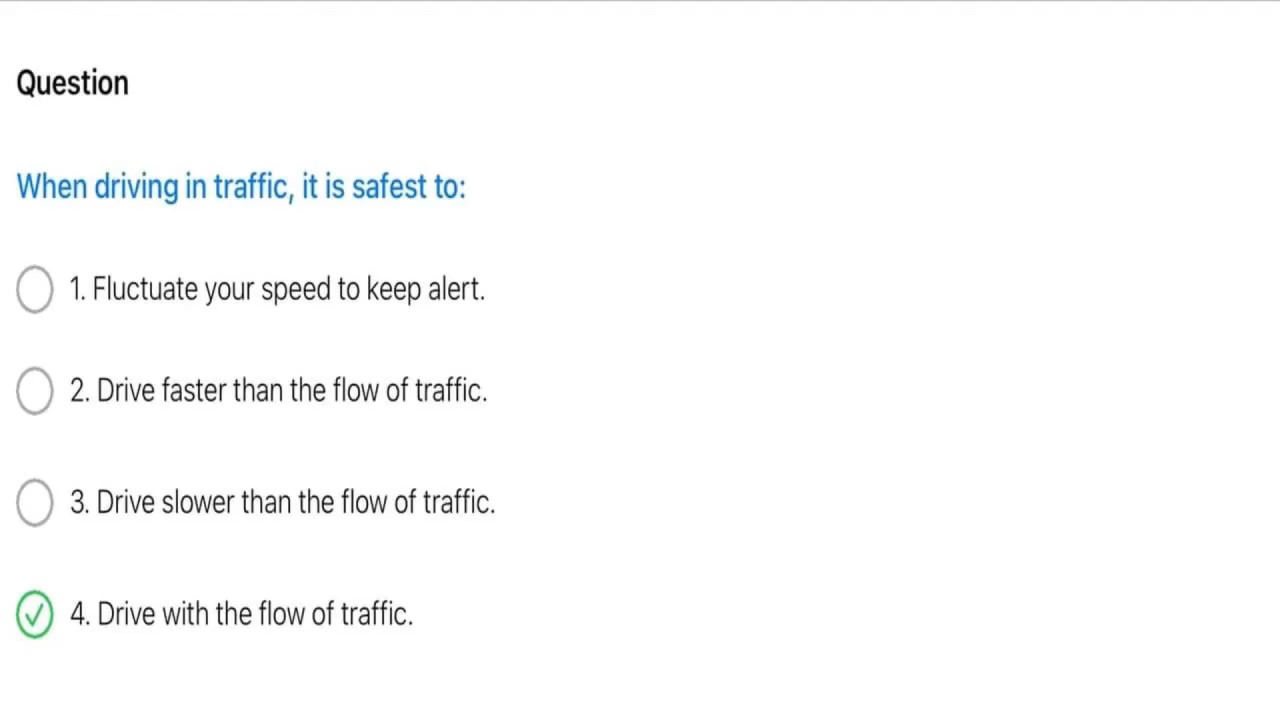 Question
When driving in traffic, it is safest to:
1. Fluctuate your speed to keep alert.
2. Drive faster than the flow of traffic.
3. Drive slower than the flow of traffic.
4. Drive with the flow of traffic.